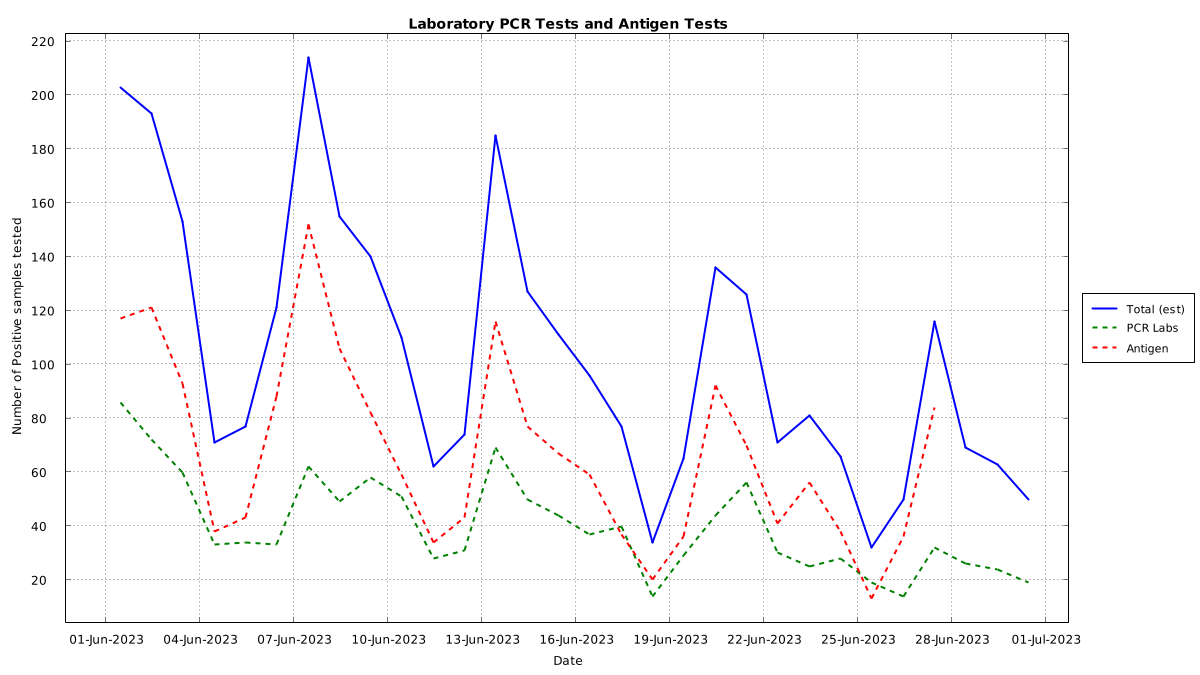 Laboratory PCR Tests and Antigen Tests
Number of Positive samples tested
220
200
180
160
140
120
100
80
60
40
20
01-Jun-2023 04-Jun-2023 07-Jun-2023 10-Jun-2023 13-Jun-2023 16-Jun-2023 19-Jun-2023 22-Jun-2023 25-Jun-2023 28-Jun-2023 01-Jul-2023
Date
Total (est)
PCR Labs
Antigen